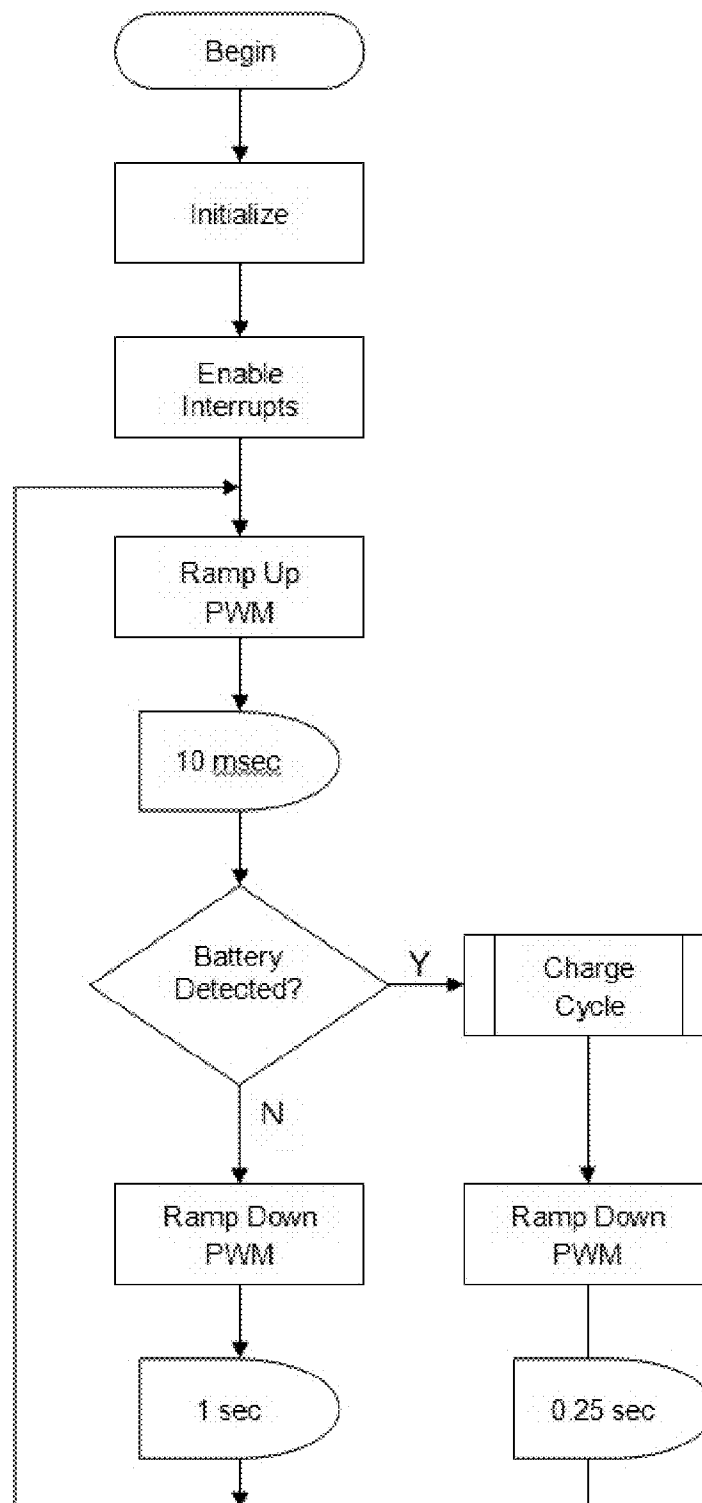 Begin
Initialize
Enable
Interrupts
Ramp Up
PWM
10 msec
Battery
Detected?
Y
Charge
Cycle
N
Ramp Down
PWM
Ramp Down
PWM
1 sec
0.25 sec